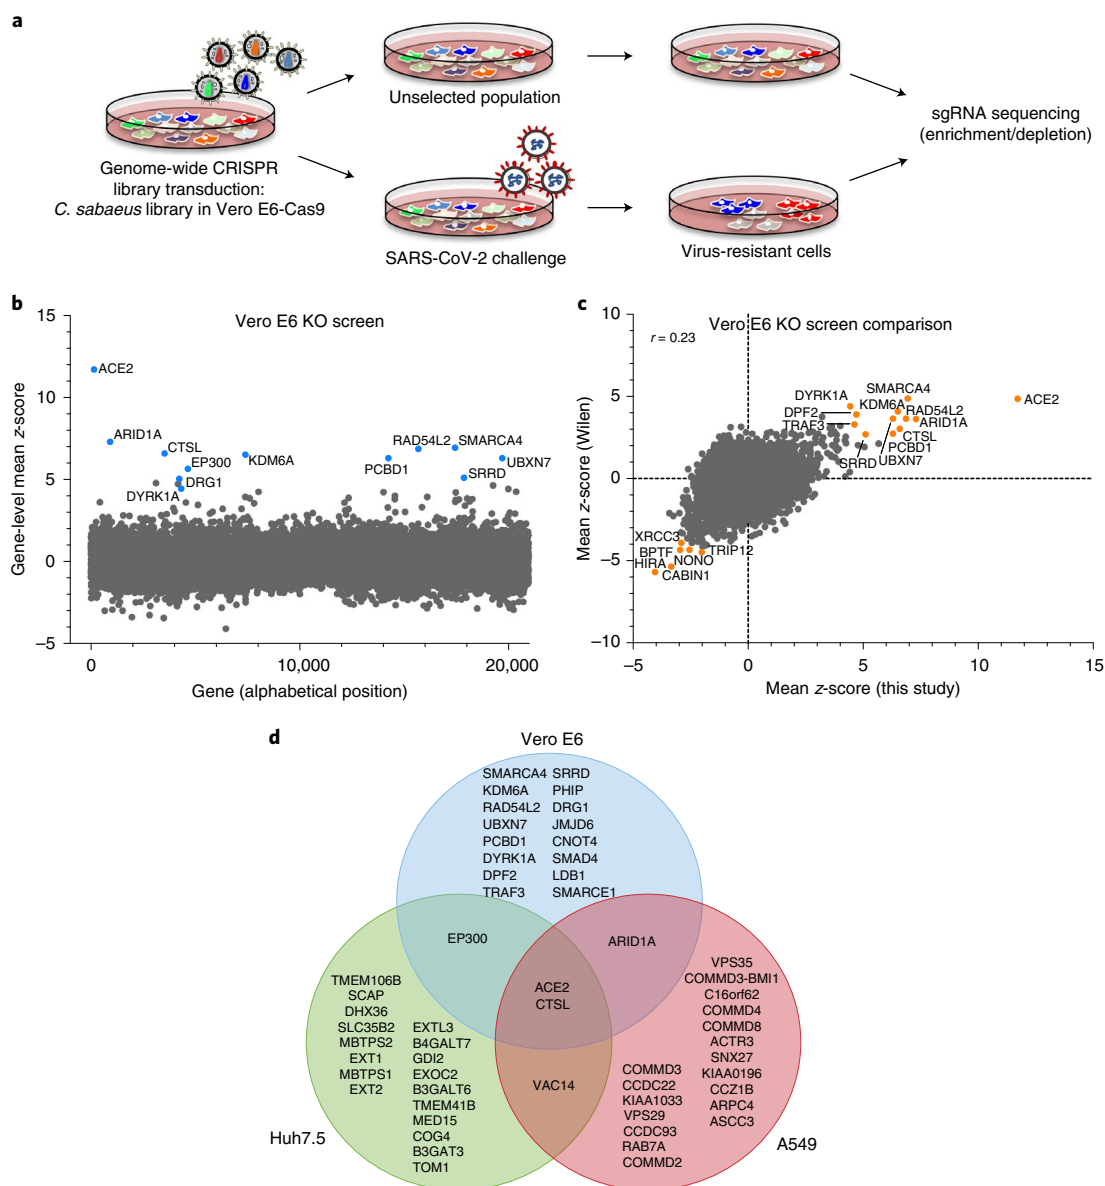 a
Unselected population
Genome-wide CRISPR
library transduction:
C. sabaeus library in Vero E6-Cas9
sgRNA sequencing
(enrichment/depletion)
SARS-CoV-2 challenge
Virus-resistant cells
b
Vero E6 KO screen
Gene-level mean z-score
15
10
5
0
–5
ACE2
ARID1A
CTSL
EP300
DRG1
DYRK1A
KDM6A
PCBD1
RAD54L2
SMARCA4
SRRD
UBXN7
0
10,000
20,000
Gene (alphabetical position)
c
Vero E6 KO screen comparison
r = 0.23
Mean z-score (Wilen)
10
5
0
–5
–10
DYRK1A
DPF2
TRAF3
SMARCA4
KDM6A
RAD54L2
ARID1A
CTSL
PCBD1
UBXN7
SRRD
ACE2
XRCC3
BPTF
HIRA
NONO
CABIN1
TRIP12
–5
0
5
10
15
Mean z-score (this study)
d
Vero E6
SMARCA4 SRRD
KDM6A PHIP
RAD54L2 DRG1
UBXN7 JMJD6
PCBD1 CNOT4
DYRK1A SMAD4
DPF2 LDB1
TRAF3 SMARCE1
EP300
ARID1A
ACE2
CTSL
VAC14
TMEM106B
SCAP
DHX36
SLC35B2
MBTPS2
EXT1
MBTPS1
EXT2
EXTL3
B4GALT7
GDI2
EXOC2
B3GALT6
TMEM41B
MED15
COG4
B3GAT3
TOM1
Huh7.5
COMMD3
CCDC22
KIAA1033
VPS29
CCDC93
RAB7A
COMMD2
VPS35
COMMD3-BMI1
C16orf62
COMMD4
COMMD8
ACTR3
SNX27
KIAA0196
CCZ1B
ARPC4
ASCC3
A549